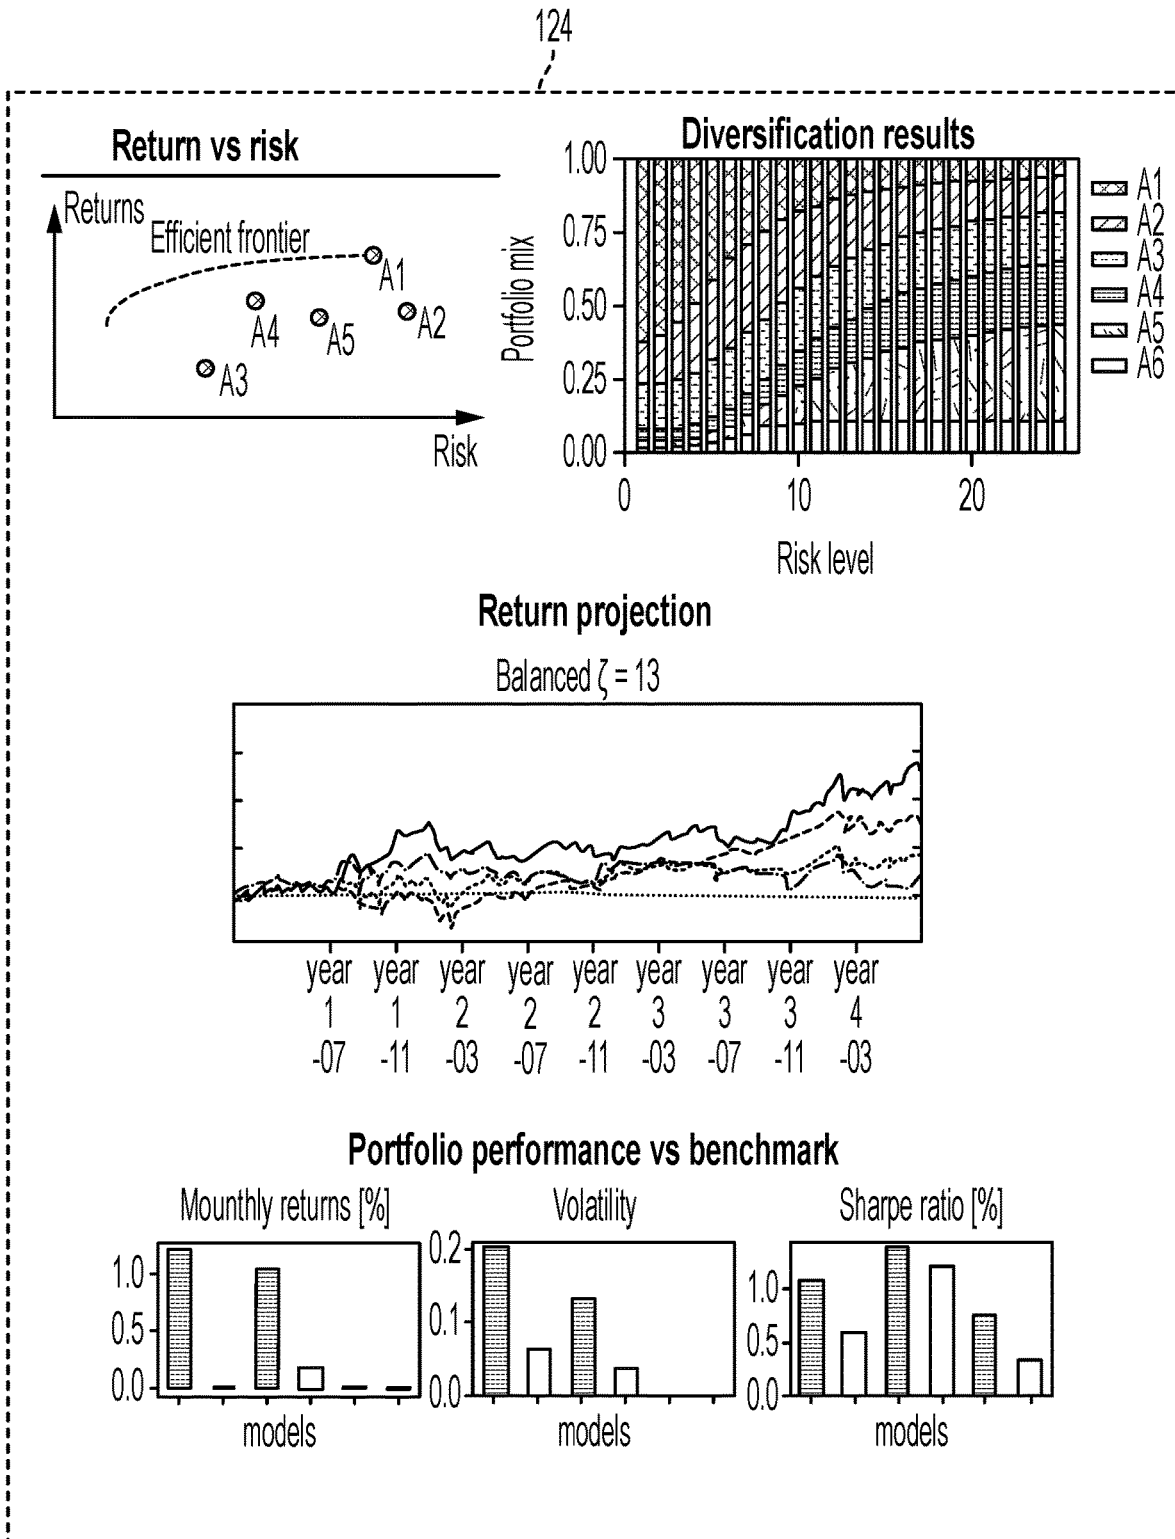 124
Return vs risk
Returns
Efficient frontier
A1
A4
A5
A2
A3
Risk
Diversification results
Portfolio mix
1.00
0.75
0.50
0.25
0.00
0 10 20
Risk level
A1
A2
A3
A4
A5
A6
Return projection
Balanced ζ = 13
year year year year year year year year year
1 1 2 2 2 3 3 3 4
-07 -11 -03 -07 -11 -03 -07 -11 -03
Portfolio performance vs benchmark
Mounthly returns [%]
1.0
0.5
0.0
models
Volatility
0.2
0.1
0.0
models
Sharpe ratio [%]
1.0
0.5
0.0
models